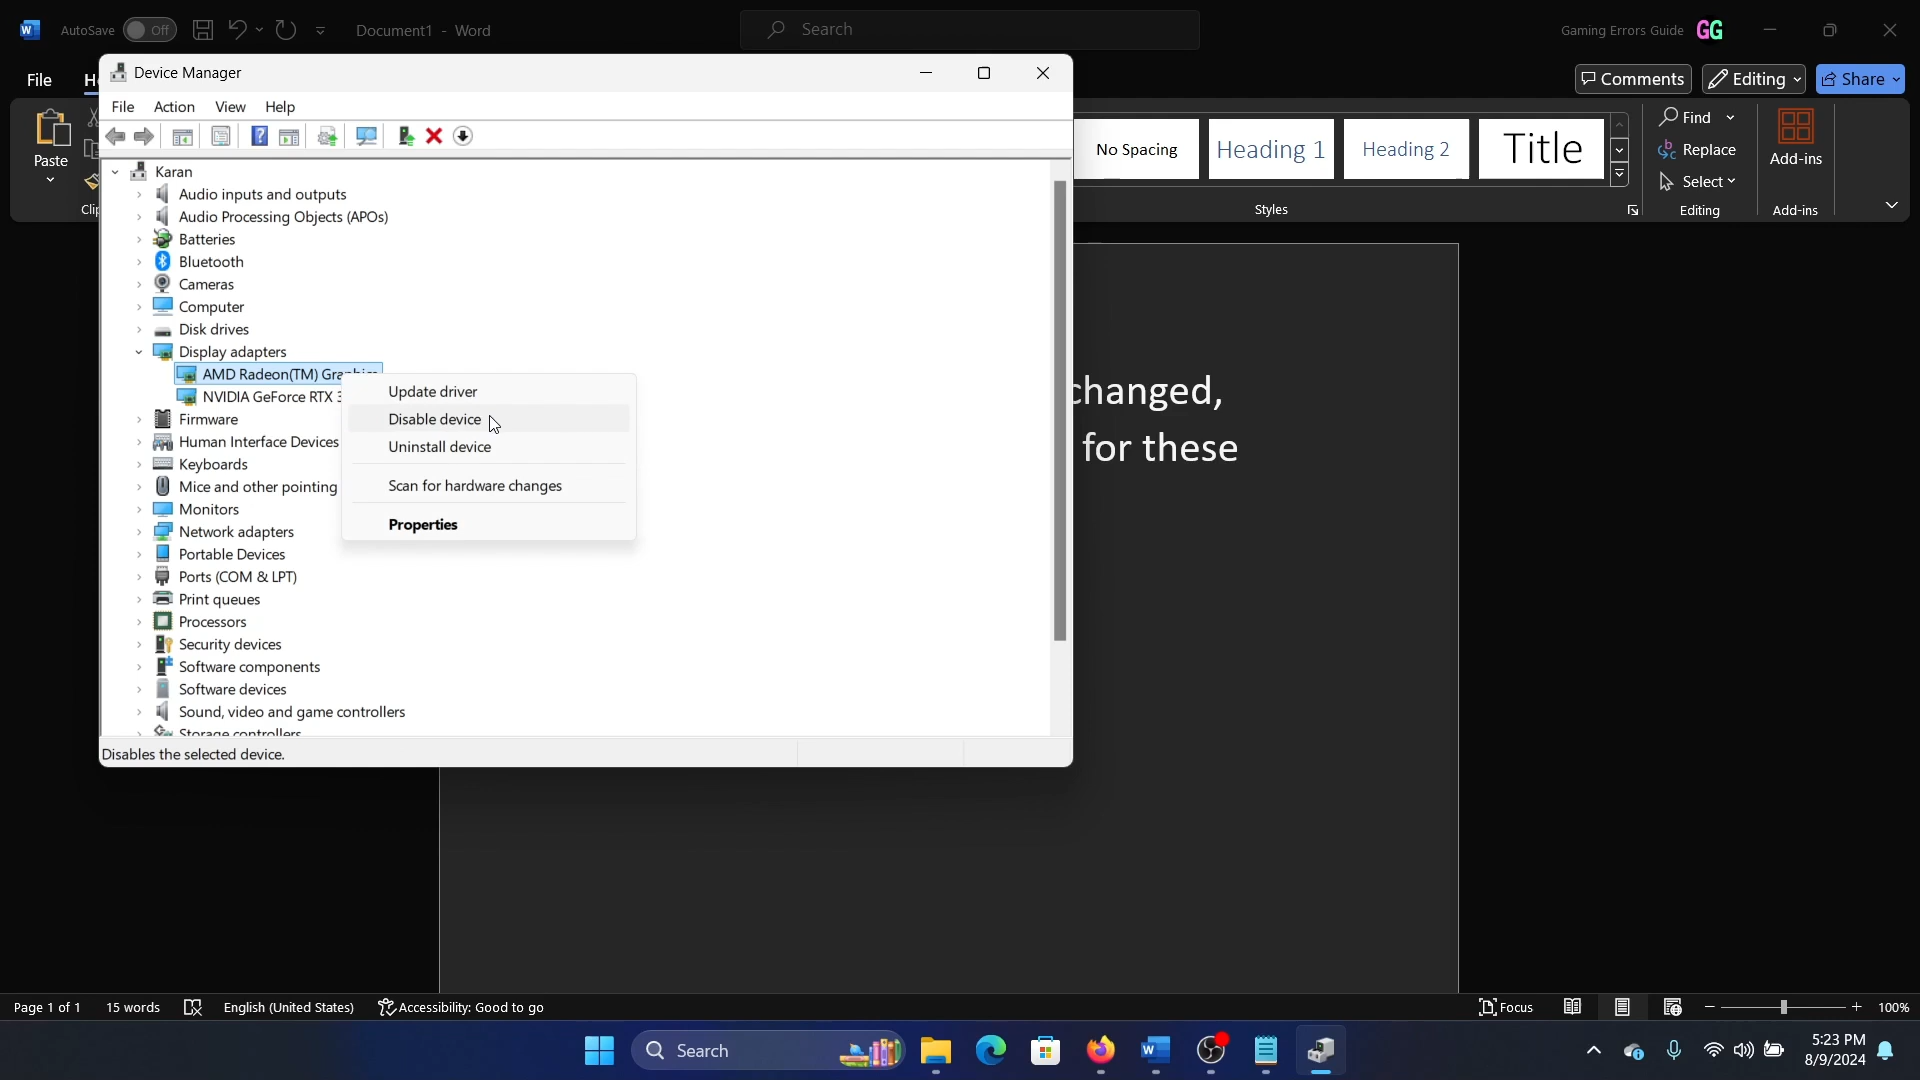 AutoSave
Off
Document1 - Word
Search
Gaming Errors Guide
GG
File
Device Manager
Comments
Editing
Share
File
Action
View
Help
Paste
No Spacing
Heading 1
Heading 2
Title
Find
Replace
Select
Add-ins
Styles
Editing
Add-ins
Karan
Audio inputs and outputs
Audio Processing Objects (APOs)
Batteries
Bluetooth
Cameras
Computer
Disk drives
Display adapters
AMD Radeon(TM) Graphics
NVIDIA GeForce RTX
Firmware
Human Interface Devices
Keyboards
Mice and other pointing
Monitors
Network adapters
Portable Devices
Ports (COM & LPT)
Print queues
Processors
Security devices
Software components
Software devices
Sound, video and game controllers
Storage controllers
Update driver
Disable device
Uninstall device
Scan for hardware changes
Properties
changed,
for these
Disables the selected device.
Page 1 of 1
15 words
English (United States)
Accessibility: Good to go
Focus
100%
Search
5:23 PM
8/9/2024